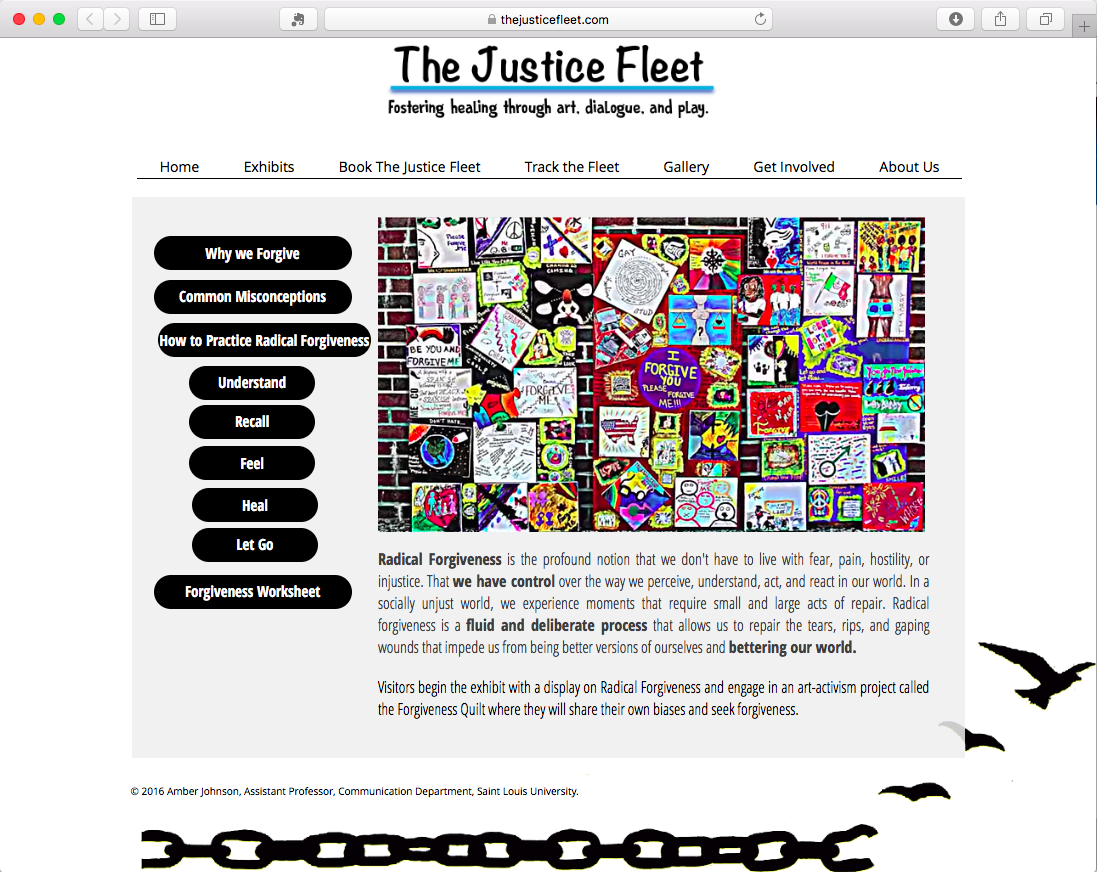 thejusticefleet.com
The Justice Fleet
Fostering healing through art, dialogue, and play.
Home Exhibits Book The Justice Fleet Track the Fleet Gallery Get Involved About Us
Why we Forgive
Common Misconceptions
How to Practice Radical Forgiveness
Understand
Recall
Feel
Heal
Let Go
Forgiveness Worksheet
GAY
STUD
BE YOU AND
FORGIVE ME
I
FORGIVE
YOU
PLEASE
FORGIVE
ME!!!
FORGIVE
ME.
DON'T HATE...
Radical Forgiveness is the profound notion that we don't have to live with fear, pain, hostility, or
injustice. That we have control over the way we perceive, understand, act, and react in our world. In a
socially unjust world, we experience moments that require small and large acts of repair. Radical
forgiveness is a fluid and deliberate process that allows us to repair the tears, rips, and gaping
wounds that impede us from being better versions of ourselves and bettering our world.
Visitors begin the exhibit with a display on Radical Forgiveness and engage in an art-activism project called
the Forgiveness Quilt where they will share their own biases and seek forgiveness.
© 2016 Amber Johnson, Assistant Professor, Communication Department, Saint Louis University.